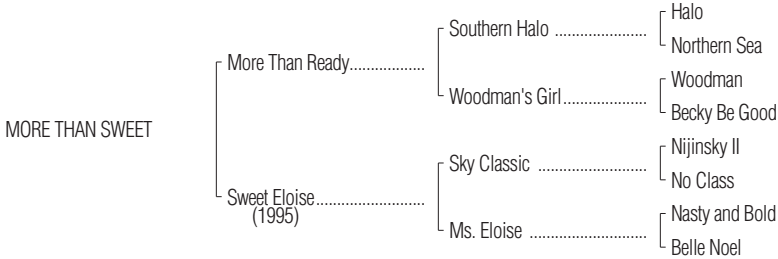 Halo
Southern Halo ......................
Northern Sea
More Than Ready..................
Woodman
Woodman's Girl....................
Becky Be Good
MORE THAN SWEET
Nijinsky II
Sky Classic ..........................
No Class
Sweet Eloise..........................
(1995)
Nasty and Bold
Ms. Eloise ............................
Belle Noel